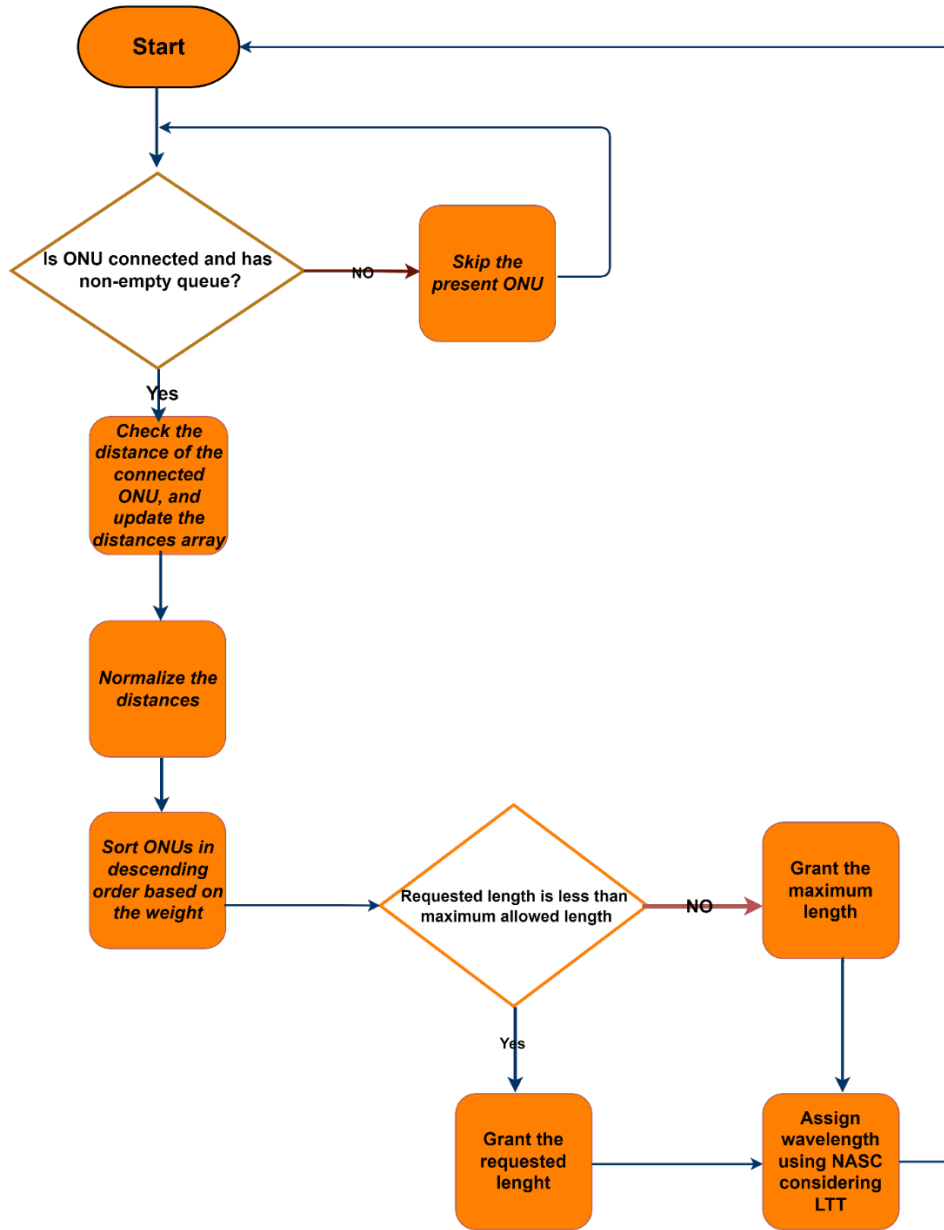 Start
Is ONU connected and has
non-empty queue?
NO
Skip the
present ONU
Yes
Check the
distance of the
connected
ONU, and
update the
distances array
Normalize the
distances
Sort ONUs in
descending
order based on
the weight
Requested length is less than
maximum allowed length
NO
Grant the
maximum
length
Yes
Grant the
requested
lenght
Assign
wavelength
using NASC
considering
LTT